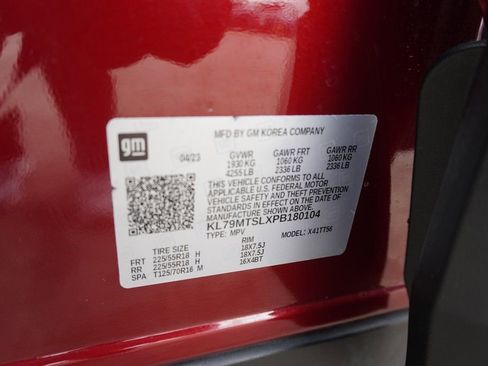 gm
MFD BY GM KOREA COMPANY
04/23 GVWR GAWR FRT GAWR RR
1930 KG 1060 KG 1060 KG
4255 LB 2336 LB 2336 LB
THIS VEHICLE CONFORMS TO ALL
APPLICABLE U.S. FEDERAL MOTOR
VEHICLE SAFETY AND THEFT PREVENTION
STANDARDS IN EFFECT ON THE DATE OF
MANUFACTURE SHOWN ABOVE.
KL79MTSLXPB180104
TYPE: MPV MODEL: X41TT56
TIRE SIZE RIM
FRT 225/55R18 H 18X7.5J
RR 225/55R18 H 18X7.5J
SPA T125/70R16 M 16X4BT